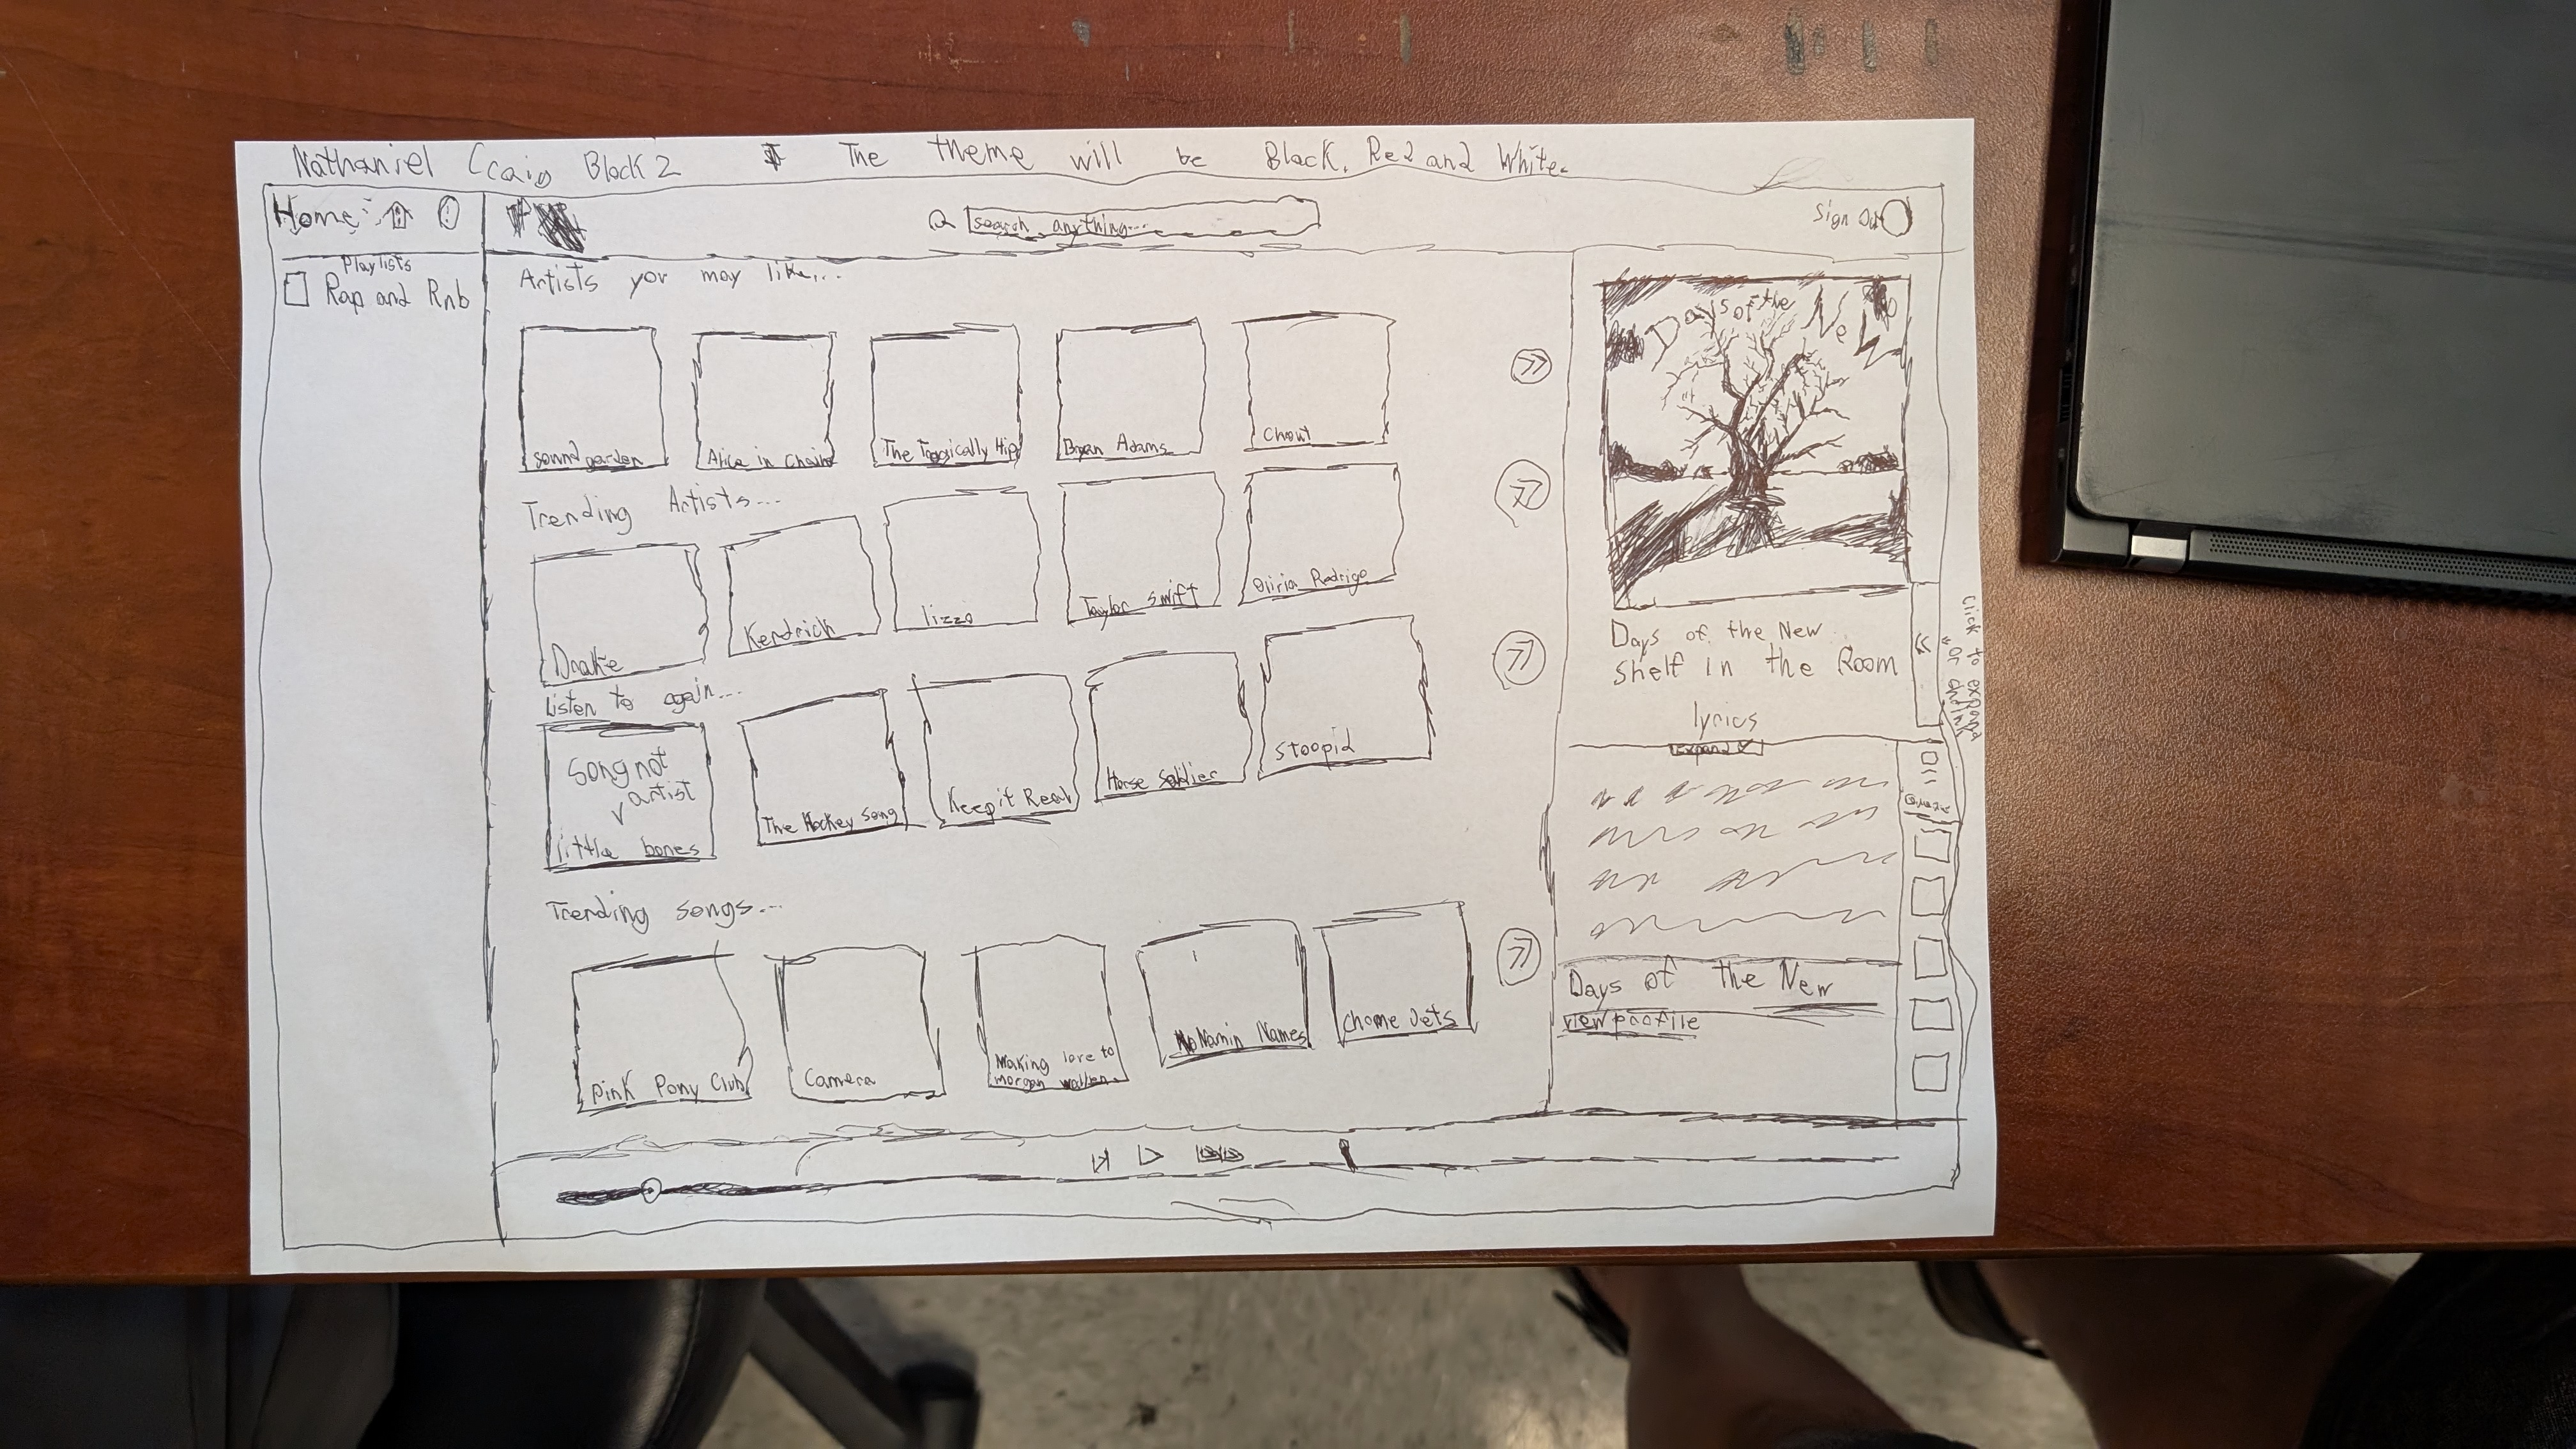 Nathaniel Craig Block 2 The theme will be Black, Red and White.
Home
search anything...
Sign Out
Playlists
Rap and Rnb
Artists you may like...
soundgarden
Alice in Chains
The Tragically Hip
Bryan Adams
Trending Artists...
Drake
Kendrick
lizzo
Taylor swift
Oliria Rodrigo
Listen to again...
Song not
artist
little bones
The Hockey Song
Keep it Real
Horse Soldier
Stoopid
Trending songs...
Pink Pony Club
Camera
Making love to
morgan wallen
No Namin Names
Chome Jets
Days of the New
Days of the New
Shelf in the Room
Click to expand
or shrink
lyrics
Expand
Days of the New
view profile